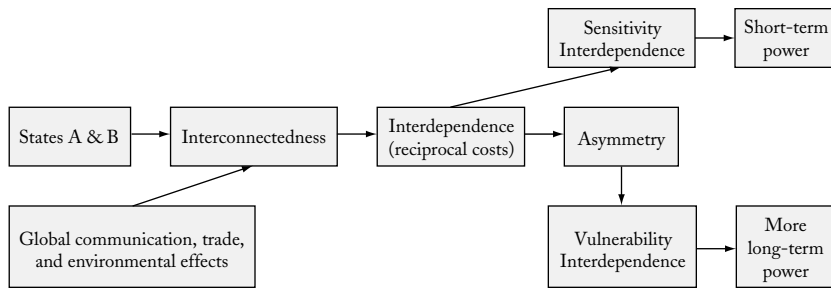 Sensitivity
Interdependence
Short-term
power
States A & B
Interconnectedness
Interdependence
(reciprocal costs)
Asymmetry
Global communication, trade,
and environmental effects
Vulnerability
Interdependence
More
long-term
power